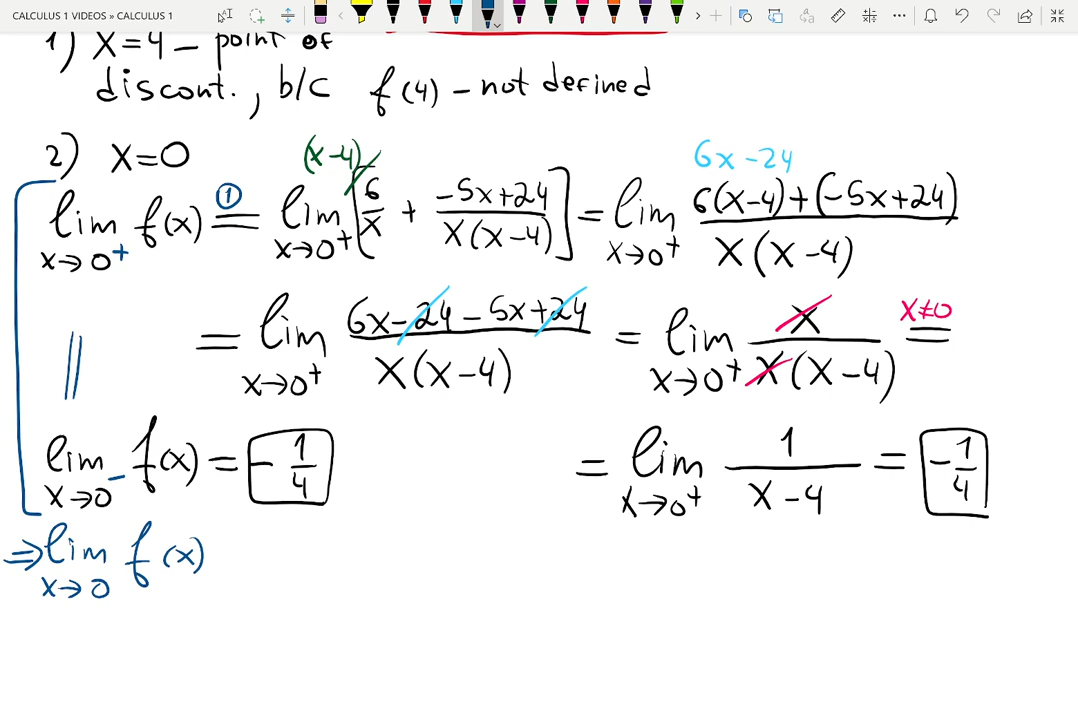 CALCULUS 1 VIDEOS » CALCULUS 1
1) x=4 – point of
discont., b/c f(4) – not defined
2) x=0
(x-4)
6x-24
lim x→0⁺ f(x) =① lim x→0⁺ [6/x + (-5x+24)/(x(x-4))] = lim x→0⁺ (6(x-4)+(-5x+24))/(x(x-4))
= lim x→0⁺ (6x-24-5x+24)/(x(x-4)) = lim x→0⁺ x/(x(x-4)) =
x≠0
||
lim x→0⁻ f(x) = -1/4
= lim x→0⁺ 1/(x-4) = -1/4
⇒ lim x→0 f(x)